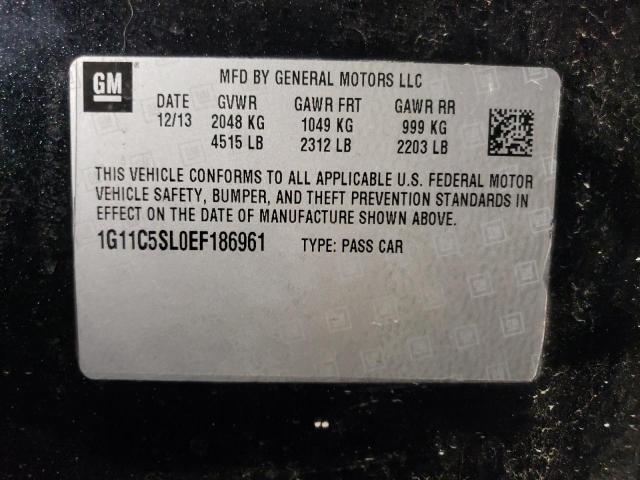 GM
MFD BY GENERAL MOTORS LLC
DATE GVWR GAWR FRT GAWR RR
12/13 2048 KG 1049 KG 999 KG
4515 LB 2312 LB 2203 LB
THIS VEHICLE CONFORMS TO ALL APPLICABLE U.S. FEDERAL MOTOR
VEHICLE SAFETY, BUMPER, AND THEFT PREVENTION STANDARDS IN
EFFECT ON THE DATE OF MANUFACTURE SHOWN ABOVE.
1G11C5SL0EF186961 TYPE: PASS CAR